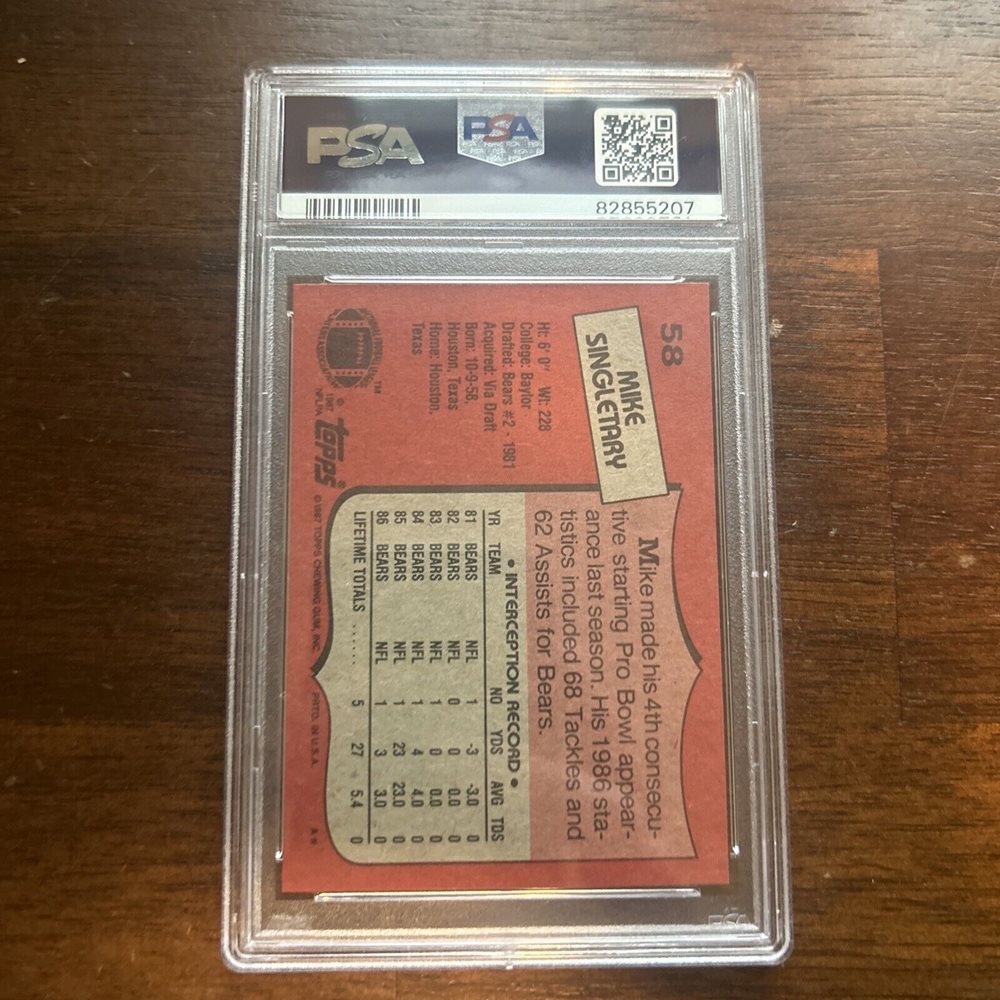 PSA
PSA
82855207
58
MIKE
SINGLETARY
Ht: 6' 0" Wt: 228
College: Baylor
Drafted: Bears #2 - 1981
Acquired: Via Draft
Born: 10-9-58,
Houston, Texas
Home: Houston,
Texas
Mike made his 4th consecu-
tive starting Pro Bowl appear-
ance last season. His 1986 sta-
tistics included 68 Tackles and
62 Assists for Bears.
• INTERCEPTION RECORD •
YR TEAM NO YDS AVG TDS
81 BEARS NFL 1 -3 -3.0 0
82 BEARS NFL 0 0 0.0 0
83 BEARS NFL 1 0 0.0 0
84 BEARS NFL 1 4 4.0 0
85 BEARS NFL 1 23 23.0 0
86 BEARS NFL 1 3 3.0 0
LIFETIME TOTALS ...... 5 27 5.4 0
TM
© 1987
NFLPA
topps
© 1987 TOPPS CHEWING GUM, INC. PRTD. IN U.S.A. A*
PSA